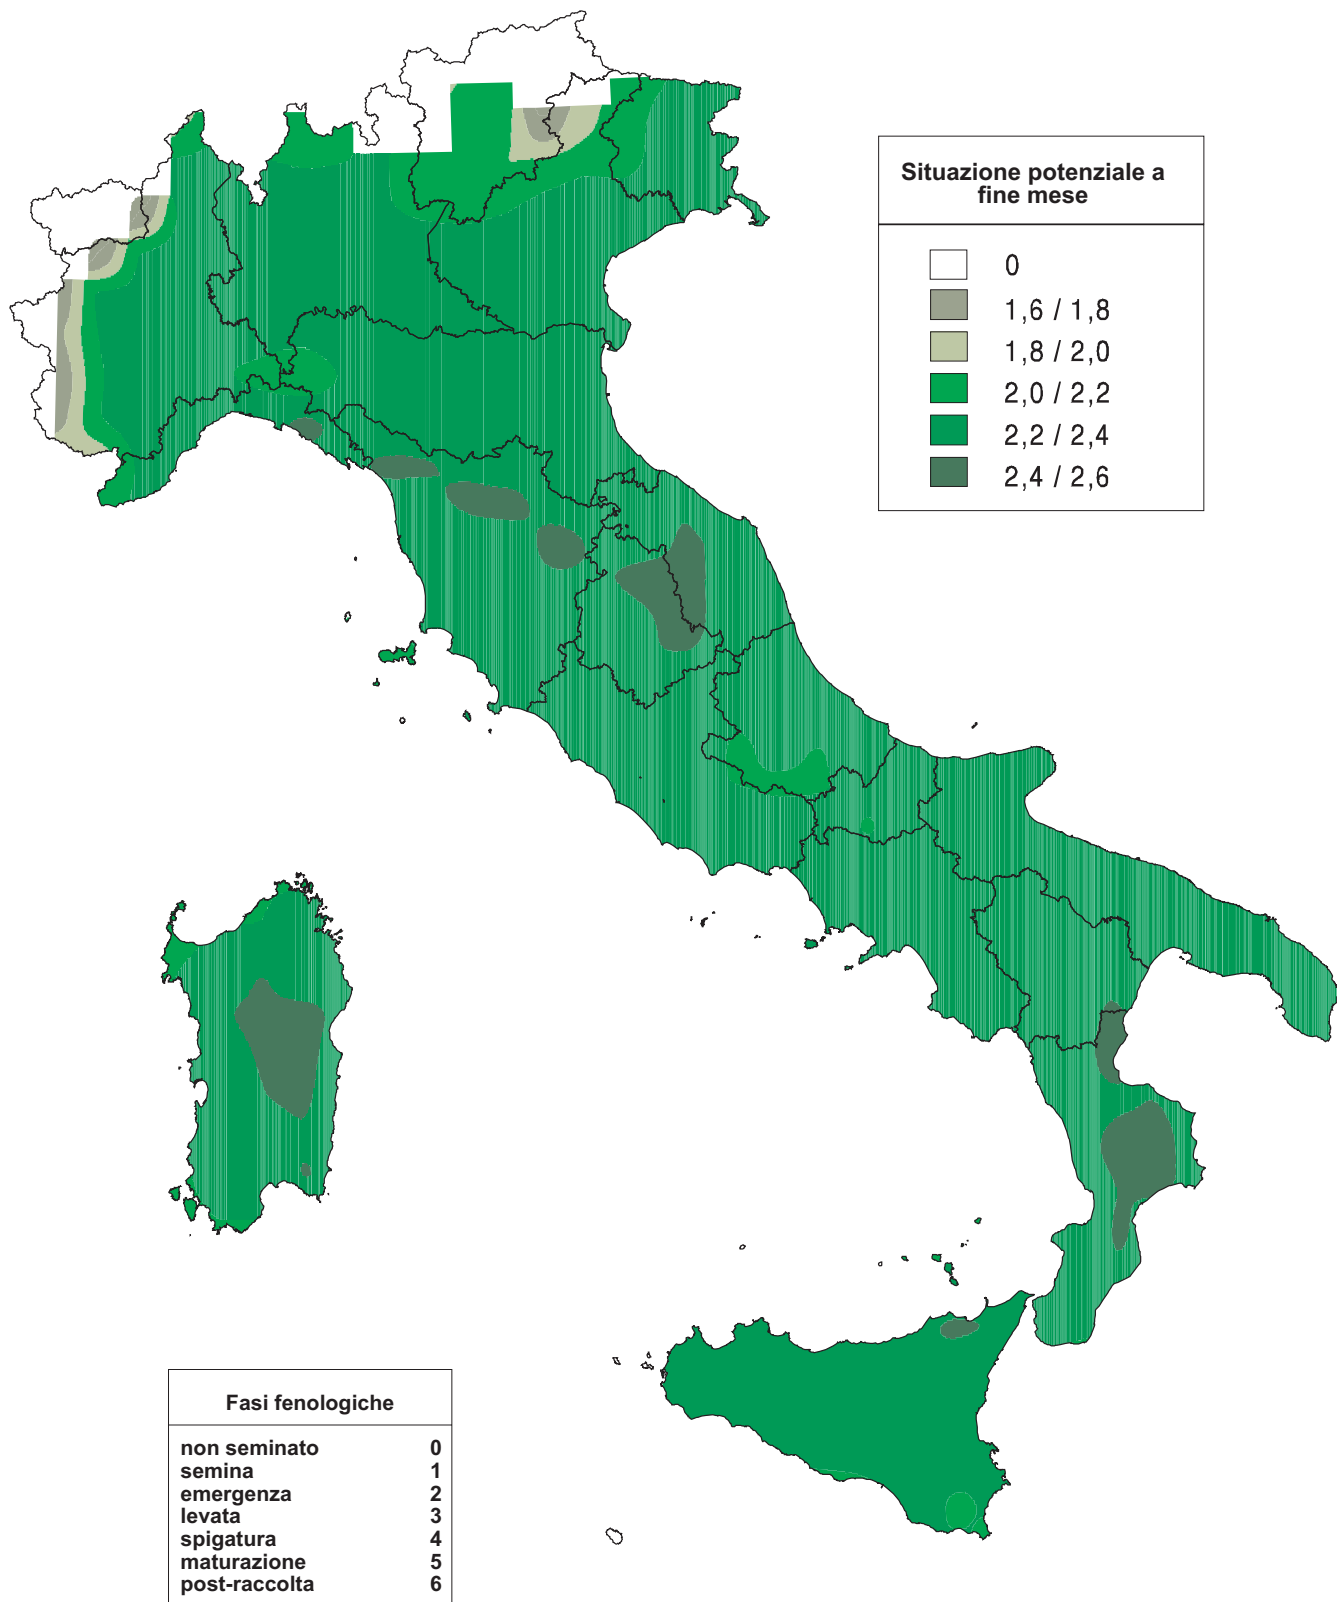 Situazione potenziale a
fine mese
0
1,6 / 1,8
1,8 / 2,0
2,0 / 2,2
2,2 / 2,4
2,4 / 2,6
Fasi fenologiche
non seminato 0
semina 1
emergenza 2
levata 3
spigatura 4
maturazione 5
post-raccolta 6